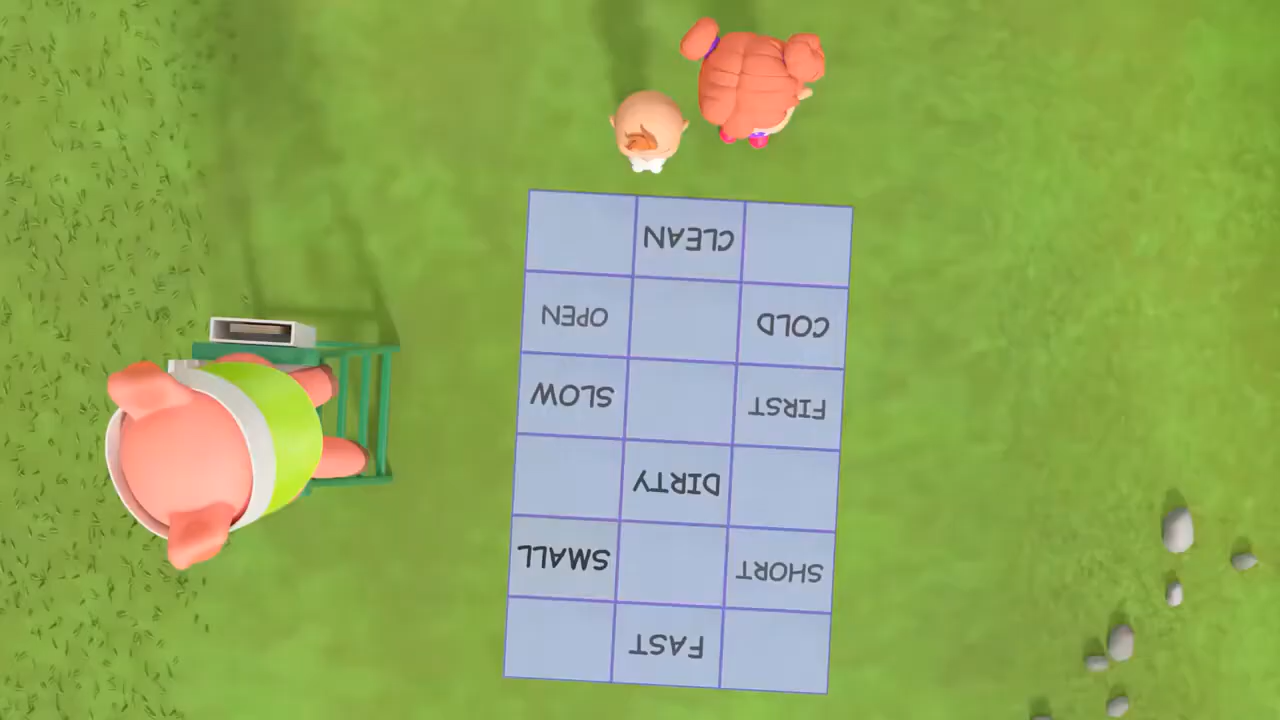 FAST
SHORT SMALL
DIRTY
FIRST SLOW
COLD OPEN
CLEAN